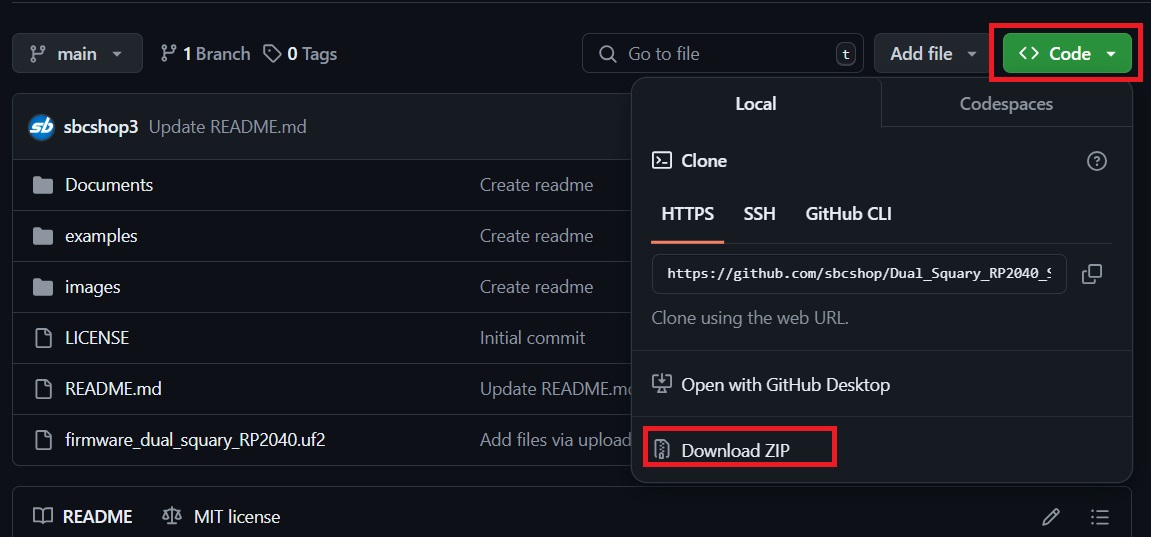 main 1 Branch 0 Tags Go to file t Add file <> Code
Local Codespaces
sb sbcshop3 Update README.md
Clone
Documents Create readme
HTTPS SSH GitHub CLI
examples Create readme
https://github.com/sbcshop/Dual_Squary_RP2040_S
images Create readme
Clone using the web URL.
LICENSE Initial commit
README.md Update README.md
Open with GitHub Desktop
firmware_dual_squary_RP2040.uf2 Add files via upload
Download ZIP
README MIT license